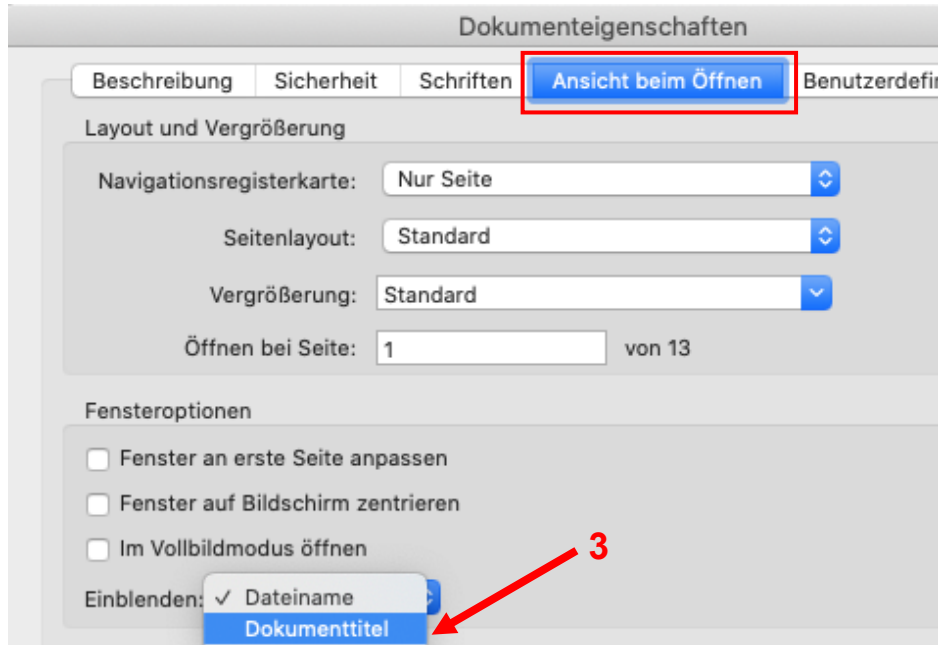 Dokumenteigenschaften
Beschreibung Sicherheit Schriften Ansicht beim Öffnen Benutzerdefin
Layout und Vergrößerung
Navigationsregisterkarte: Nur Seite
Seitenlayout: Standard
Vergrößerung: Standard
Öffnen bei Seite: 1 von 13
Fensteroptionen
Fenster an erste Seite anpassen
Fenster auf Bildschirm zentrieren
Im Vollbildmodus öffnen
3
Einblenden: ✓ Dateiname
Dokumenttitel